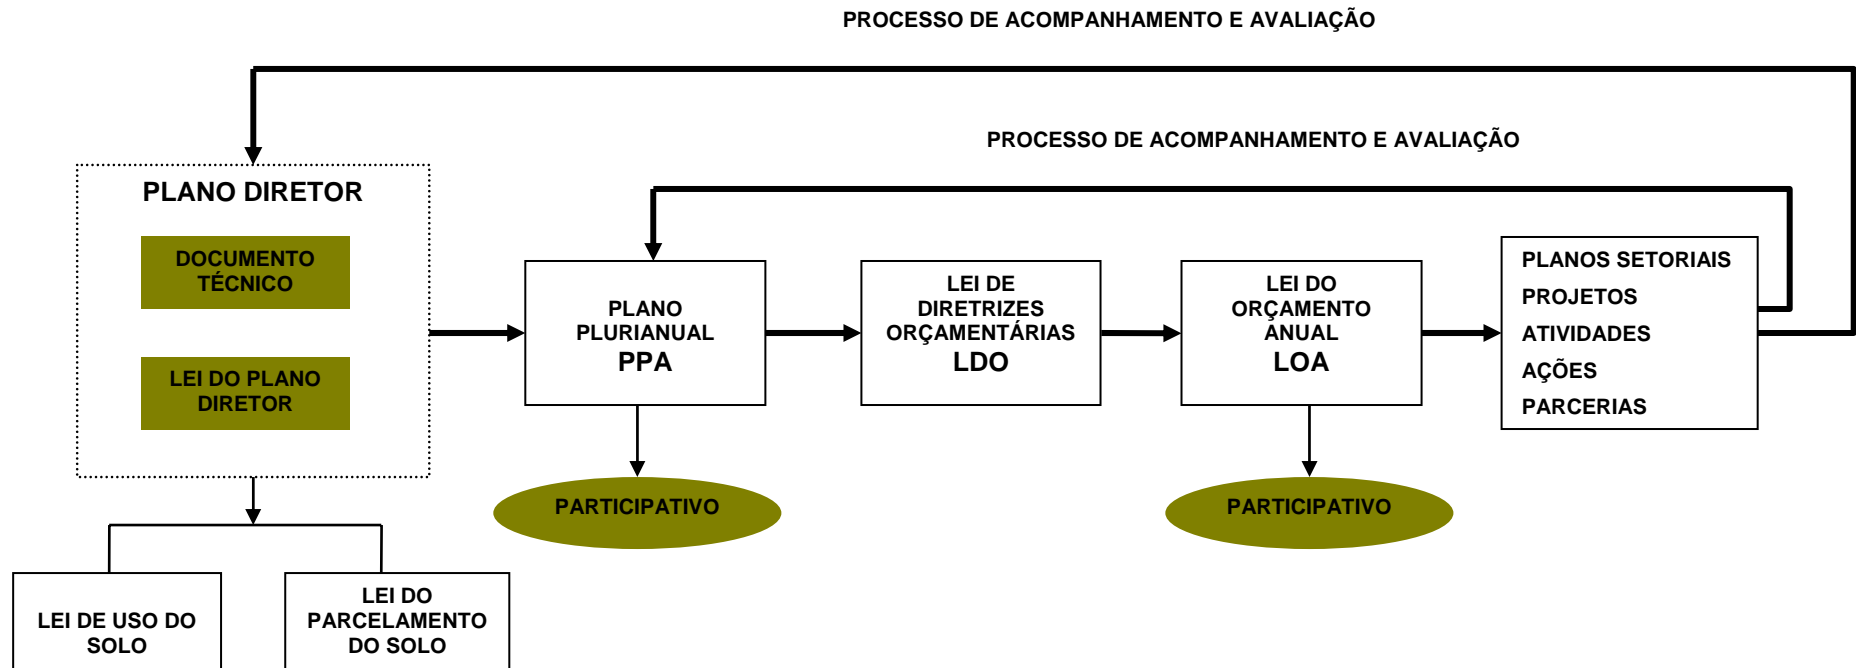 PROCESSO DE ACOMPANHAMENTO E AVALIAÇÃO
PROCESSO DE ACOMPANHAMENTO E AVALIAÇÃO
PLANO DIRETOR
DOCUMENTO
TÉCNICO
LEI DO PLANO
DIRETOR
PLANO
PLURIANUAL
PPA
LEI DE
DIRETRIZES
ORÇAMENTÁRIAS
LDO
LEI DO
ORÇAMENTO
ANUAL
LOA
PLANOS SETORIAIS
PROJETOS
ATIVIDADES
AÇÕES
PARCERIAS
PARTICIPATIVO
PARTICIPATIVO
LEI DE USO DO
SOLO
LEI DO
PARCELAMENTO
DO SOLO